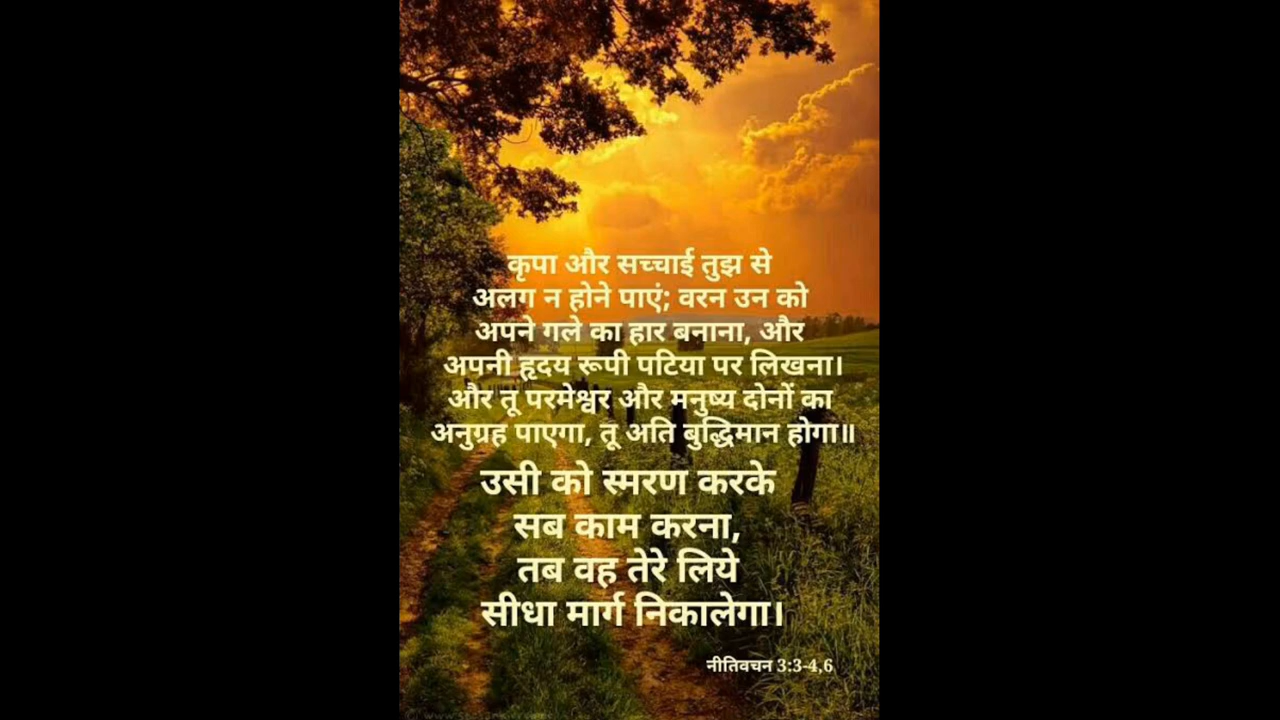 कृपा और सच्चाई तुझ से
अलग न होने पाएं; वरन उन को
अपने गले का हार बनाना, और
अपनी हृदय रूपी पटिया पर लिखना।
और तू परमेश्वर और मनुष्य दोनों का
अनुग्रह पाएगा, तू अति बुद्धिमान होगा॥
उसी को स्मरण करके
सब काम करना,
तब वह तेरे लिये
सीधा मार्ग निकालेगा।
नीतिवचन 3:3-4,6